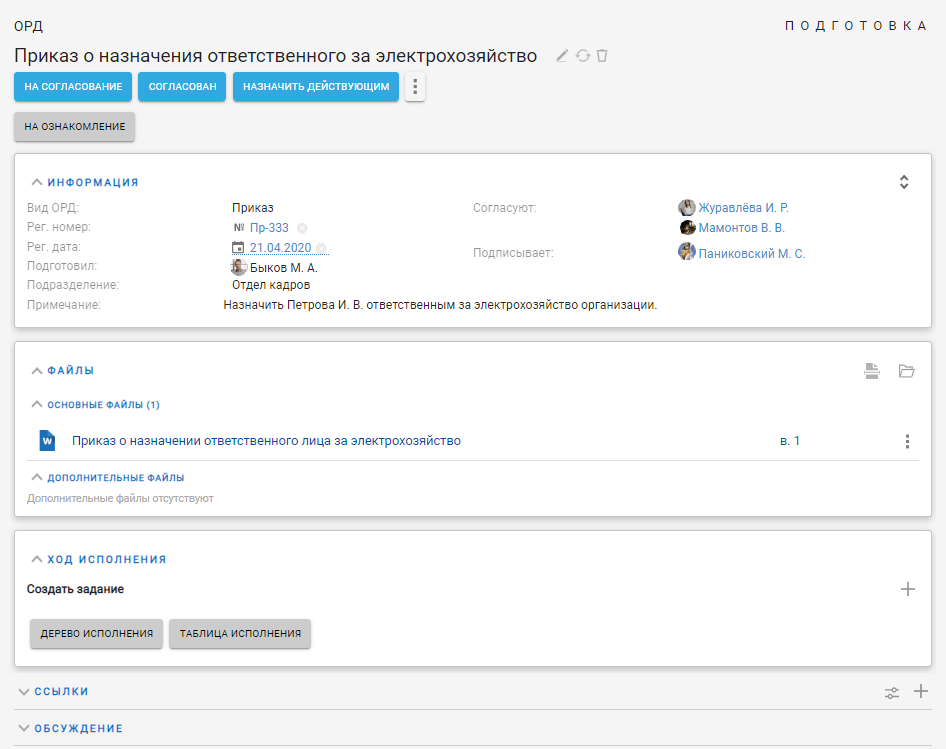 ОРД
ПОДГОТОВКА
Приказ о назначения ответственного за электрохозяйство
НА СОГЛАСОВАНИЕ СОГЛАСОВАН НАЗНАЧИТЬ ДЕЙСТВУЮЩИМ
НА ОЗНАКОМЛЕНИЕ
ИНФОРМАЦИЯ
Вид ОРД: Приказ
Рег. номер: № Пр-333
Рег. дата: 21.04.2020
Подготовил: Быков М. А.
Подразделение: Отдел кадров
Примечание: Назначить Петрова И. В. ответственным за электрохозяйство организации.
Согласуют: Журавлёва И. Р.
Мамонтов В. В.
Подписывает: Паниковский М. С.
ФАЙЛЫ
ОСНОВНЫЕ ФАЙЛЫ (1)
W Приказ о назначении ответственного лица за электрохозяйство в. 1
ДОПОЛНИТЕЛЬНЫЕ ФАЙЛЫ
Дополнительные файлы отсутствуют
ХОД ИСПОЛНЕНИЯ
Создать задание
ДЕРЕВО ИСПОЛНЕНИЯ ТАБЛИЦА ИСПОЛНЕНИЯ
ССЫЛКИ
ОБСУЖДЕНИЕ